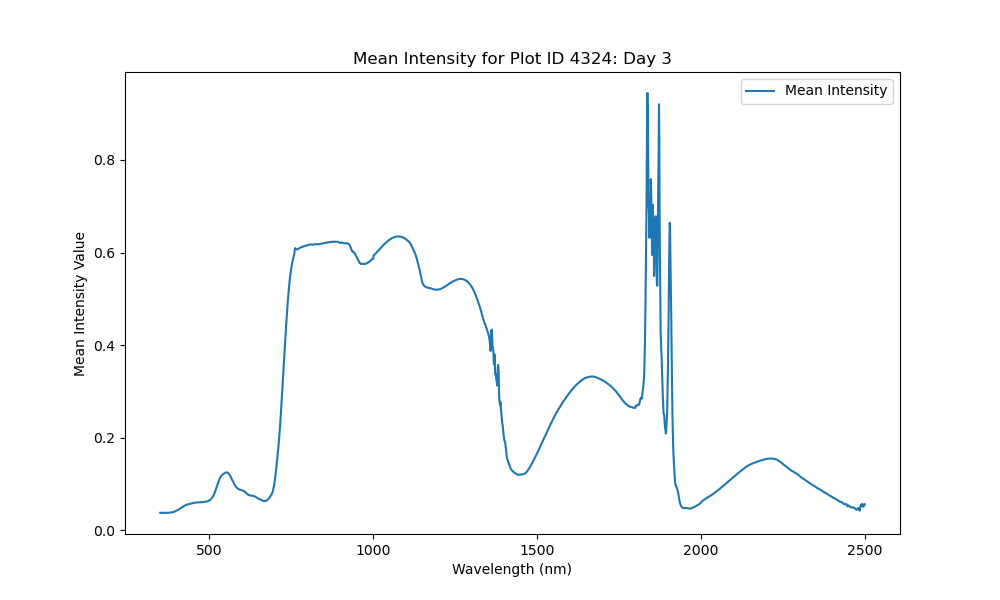 Mean Intensity for Plot ID 4324: Day 3
Mean Intensity
Mean Intensity Value
0.8
0.6
0.4
0.2
0.0
500 1000 1500 2000 2500
Wavelength (nm)